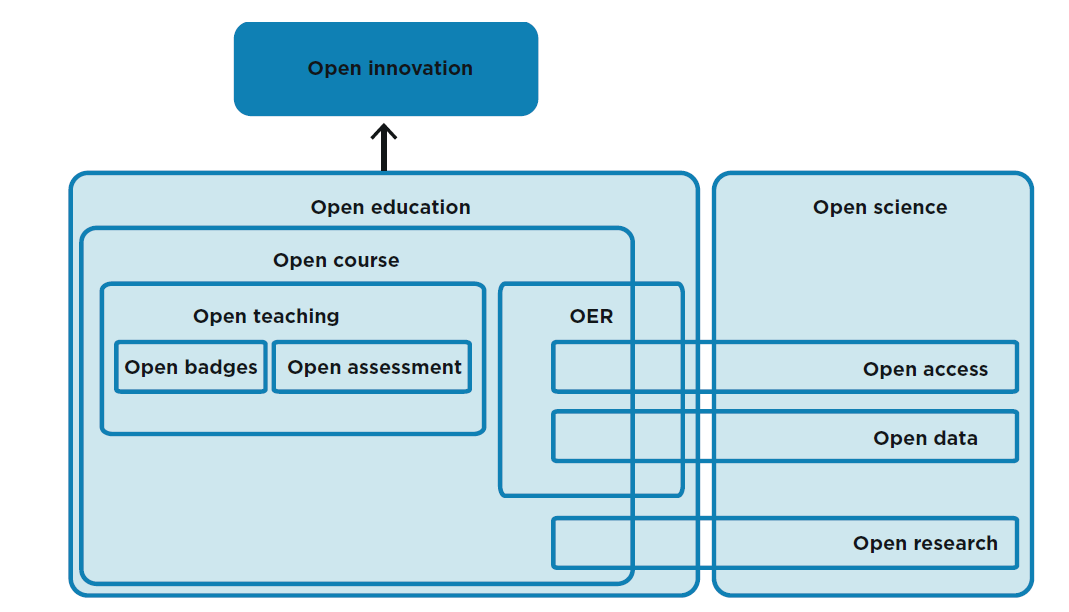 Open innovation
Open education
Open science
Open course
Open teaching
OER
Open badges
Open assessment
Open access
Open data
Open research